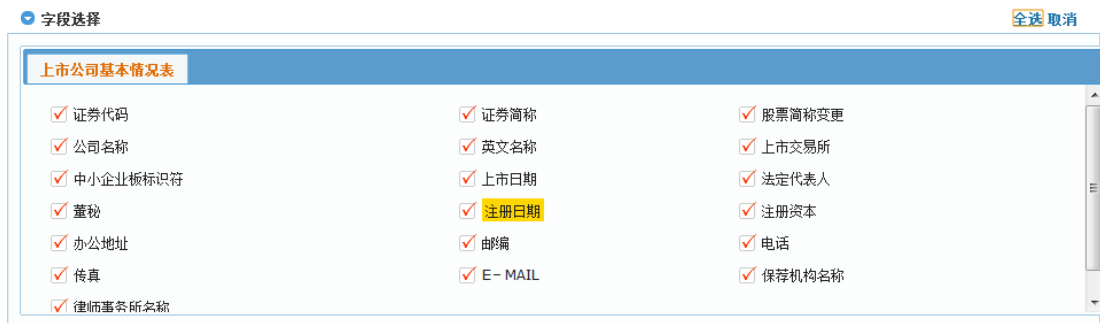 字段选择 全选 取消
上市公司基本情况表
证券代码 证券简称 股票简称变更
公司名称 英文名称 上市交易所
中小企业板标识符 上市日期 法定代表人
董秘 注册日期 注册资本
办公地址 邮编 电话
传真 E-MAIL 保荐机构名称
律师事务所名称